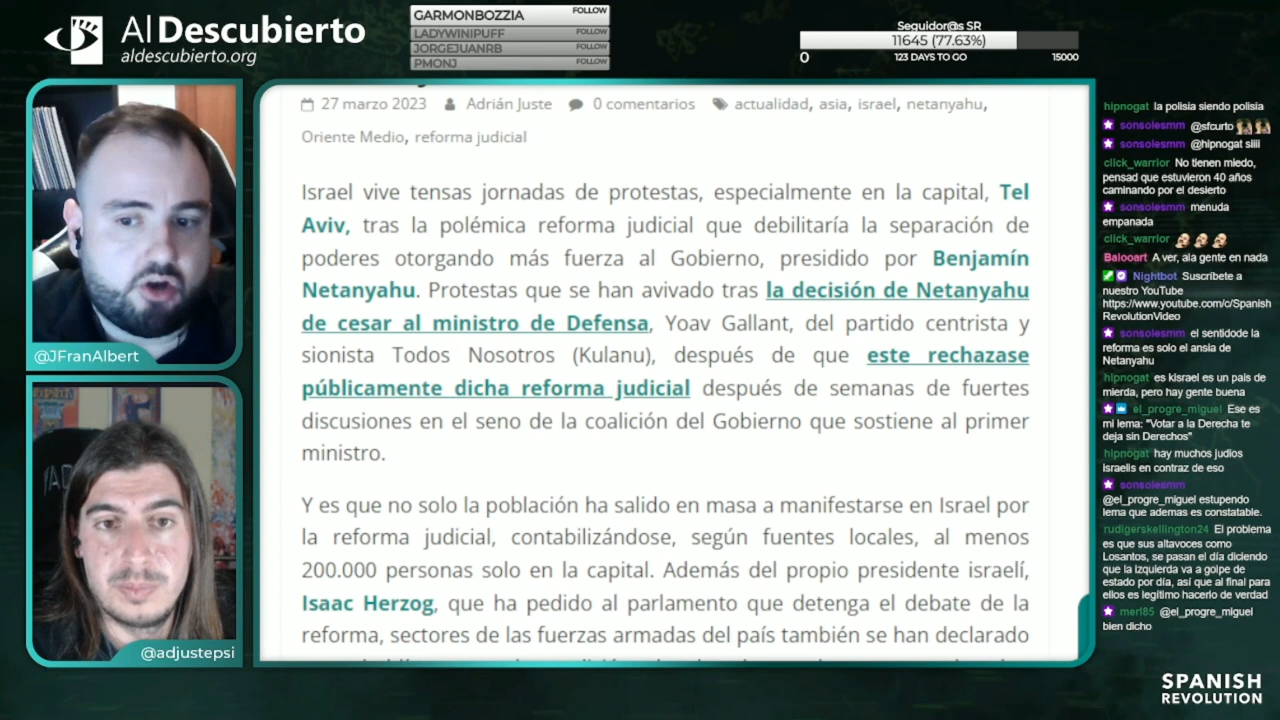 Al Descubierto
aldescubierto.org
GARMONBOZZIA FOLLOW
LADYWINIPUFF FOLLOW
JORGEJUANRB FOLLOW
PMONJ FOLLOW
Seguidor@s SR
11645 (77.63%)
0 123 DAYS TO GO 15000
@JFranAlbert
@adjustepsi
27 marzo 2023 Adrián Juste 0 comentarios actualidad, asia, israel, netanyahu,
Oriente Medio, reforma judicial
Israel vive tensas jornadas de protestas, especialmente en la capital, Tel
Aviv, tras la polémica reforma judicial que debilitaría la separación de
poderes otorgando más fuerza al Gobierno, presidido por Benjamín
Netanyahu. Protestas que se han avivado tras la decisión de Netanyahu
de cesar al ministro de Defensa, Yoav Gallant, del partido centrista y
sionista Todos Nosotros (Kulanu), después de que este rechazase
públicamente dicha reforma judicial después de semanas de fuertes
discusiones en el seno de la coalición del Gobierno que sostiene al primer
ministro.
Y es que no solo la población ha salido en masa a manifestarse en Israel por
la reforma judicial, contabilizándose, según fuentes locales, al menos
200.000 personas solo en la capital. Además del propio presidente israelí,
Isaac Herzog, que ha pedido al parlamento que detenga el debate de la
reforma, sectores de las fuerzas armadas del país también se han declarado
hipnogat la polisia siendo polisia
sonsolesmm @sfcurto
sonsolesmm @hipnogat siiii
click_warrior No tienen miedo,
pensad que estuvieron 40 años
caminando por el desierto
sonsolesmm menuda
empanada
click_warrior
Balooart A ver, ala gente en nada
Nightbot Suscríbete a
nuestro YouTube
https://www.youtube.com/c/Spanish
RevolutionVideo
sonsolesmm el sentidode la
reforma es solo el ansia de
Netanyahu
hipnogat es kisrael es un pais de
mierda, pero hay gente buena
el_progre_miguel Ese es
mi lema: "Votar a la Derecha te
deja sin Derechos"
hipnogat hay muchos judios
israelis en contraz de eso
sonsolesmm
@el_progre_miguel estupendo
lema que ademas es constatable.
rudigerskellington24 El problema
es que sus altavoces como
Losantos, se pasan el día diciendo
que la izquierda va a golpe de
estado por día, así que al final para
ellos es legítimo hacerlo de verdad
meri85 @el_progre_miguel
bien dicho
SPANISH
REVOLUTION